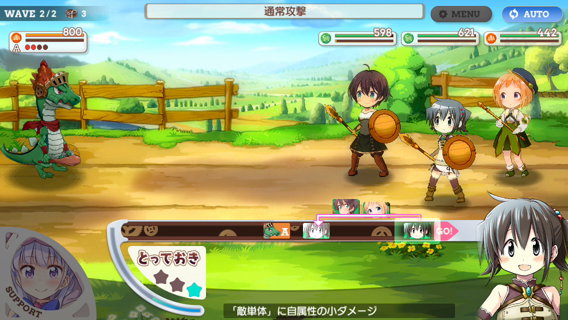 WAVE 2/2 3
通常攻撃
MENU
AUTO
800
A
598
621
442
A
GO!
とっておき
SUPPORT
「敵単体」に自属性の小ダメージ